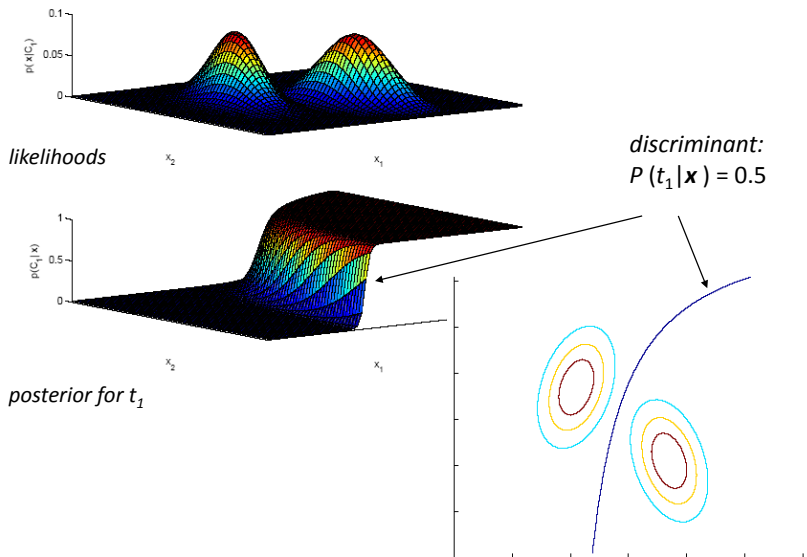 0.1
0.05
0
p(x|C₁)
likelihoods
x₂
x₁
discriminant:
P (t₁|x ) = 0.5
1
0.5
0
p(C₁|x)
x₂
x₁
posterior for t₁